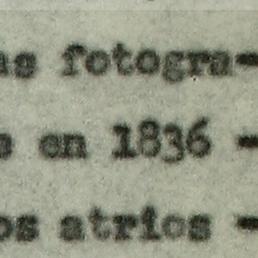 as fotogra-
a en 1836 -
os atrios -